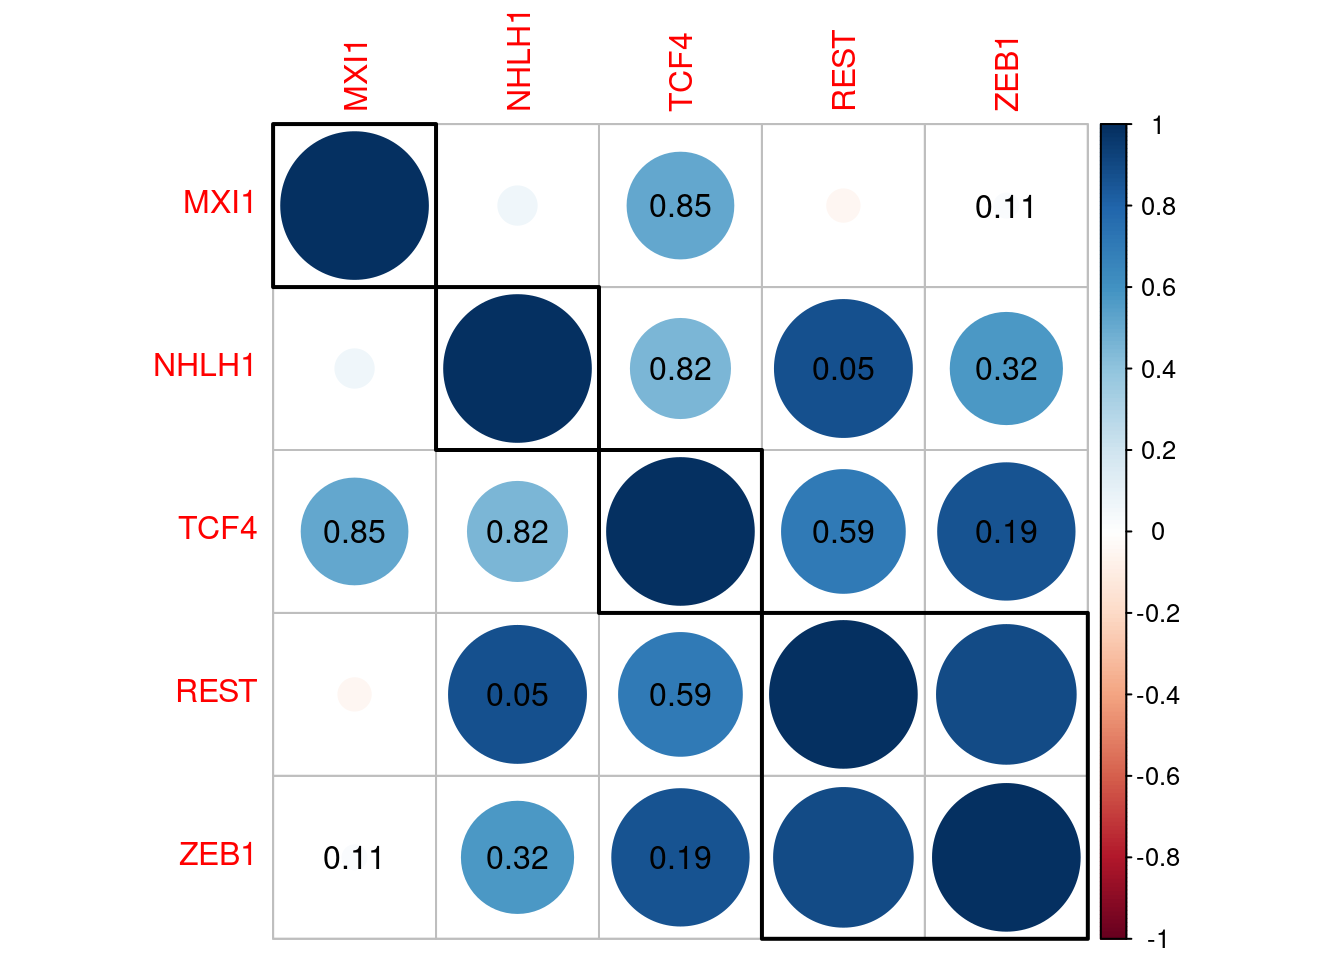 MXI1 NHLH1 TCF4 REST ZEB1
1
MXI1 0.85 0.11
0.8
0.6
NHLH1 0.82 0.05 0.32
0.4
0.2
TCF4 0.85 0.82 0.59 0.19
0
-0.2
REST 0.05 0.59
-0.4
-0.6
ZEB1 0.11 0.32 0.19
-0.8
-1